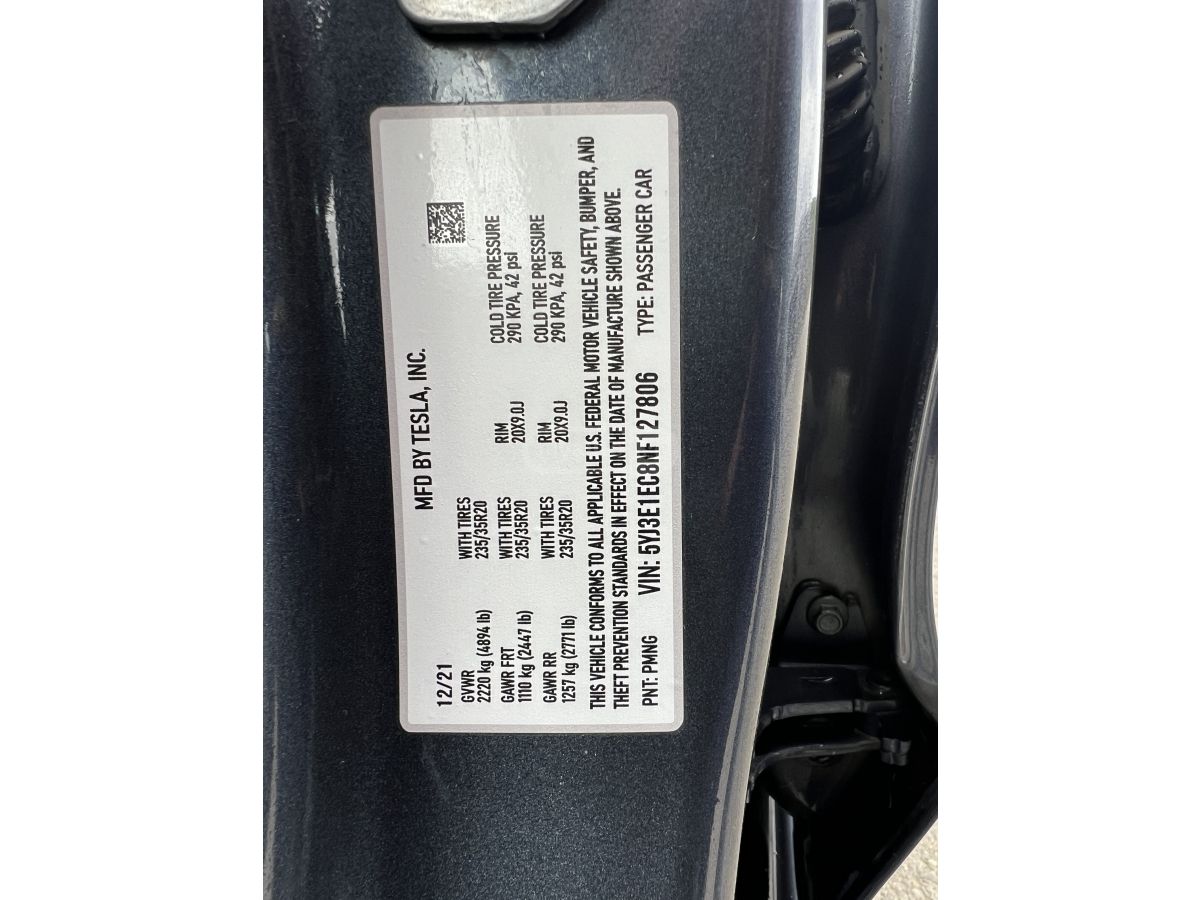 MFD BY TESLA, INC.
12/21
GVWR WITH TIRES
2220 kg (4894 lb) 235/35R20
GAWR FRT WITH TIRES RIM COLD TIRE PRESSURE
1110 kg (2447 lb) 235/35R20 20X9.0J 290 KPA, 42 psi
GAWR RR WITH TIRES RIM COLD TIRE PRESSURE
1257 kg (2771 lb) 235/35R20 20X9.0J 290 KPA, 42 psi
THIS VEHICLE CONFORMS TO ALL APPLICABLE U.S. FEDERAL MOTOR VEHICLE SAFETY, BUMPER, AND
THEFT PREVENTION STANDARDS IN EFFECT ON THE DATE OF MANUFACTURE SHOWN ABOVE.
PNT: PMNG VIN: 5YJ3E1EC8NF127806 TYPE: PASSENGER CAR